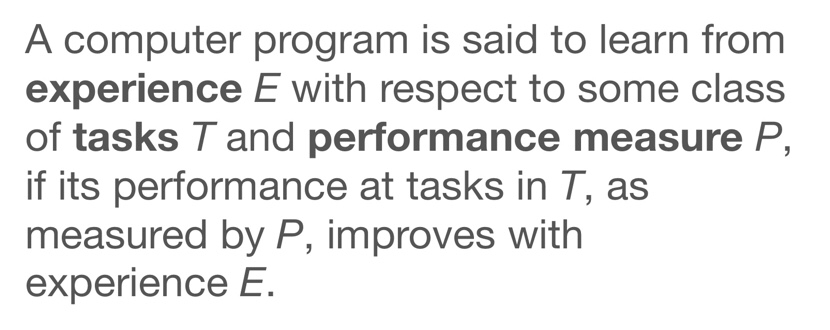 A computer program is said to learn from
experience E with respect to some class
of tasks T and performance measure P,
if its performance at tasks in T, as
measured by P, improves with
experience E.